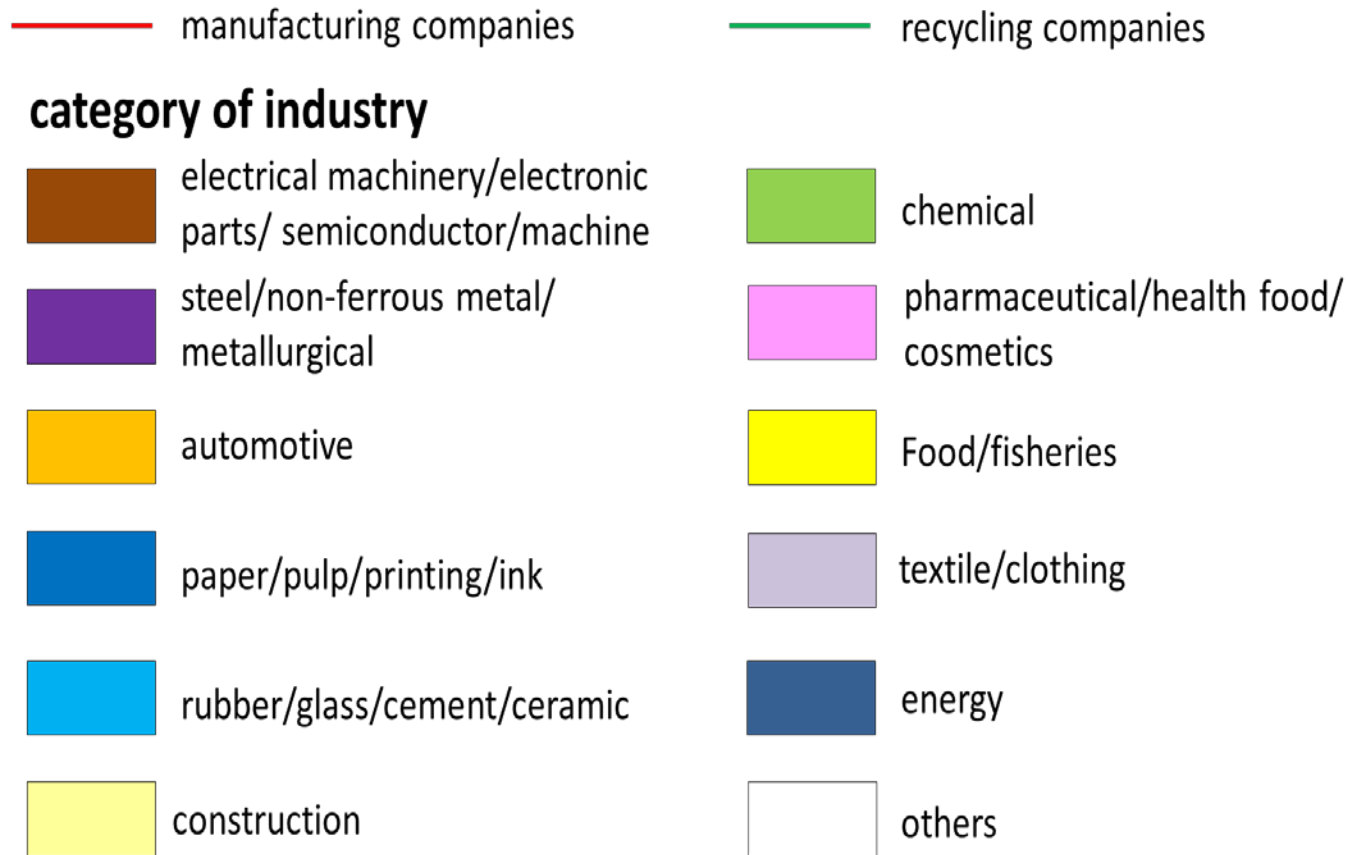 manufacturing companies
recycling companies
category of industry
electrical machinery/electronic
parts/ semiconductor/machine
chemical
steel/non-ferrous metal/
metallurgical
pharmaceutical/health food/
cosmetics
automotive
Food/fisheries
paper/pulp/printing/ink
textile/clothing
rubber/glass/cement/ceramic
energy
construction
others